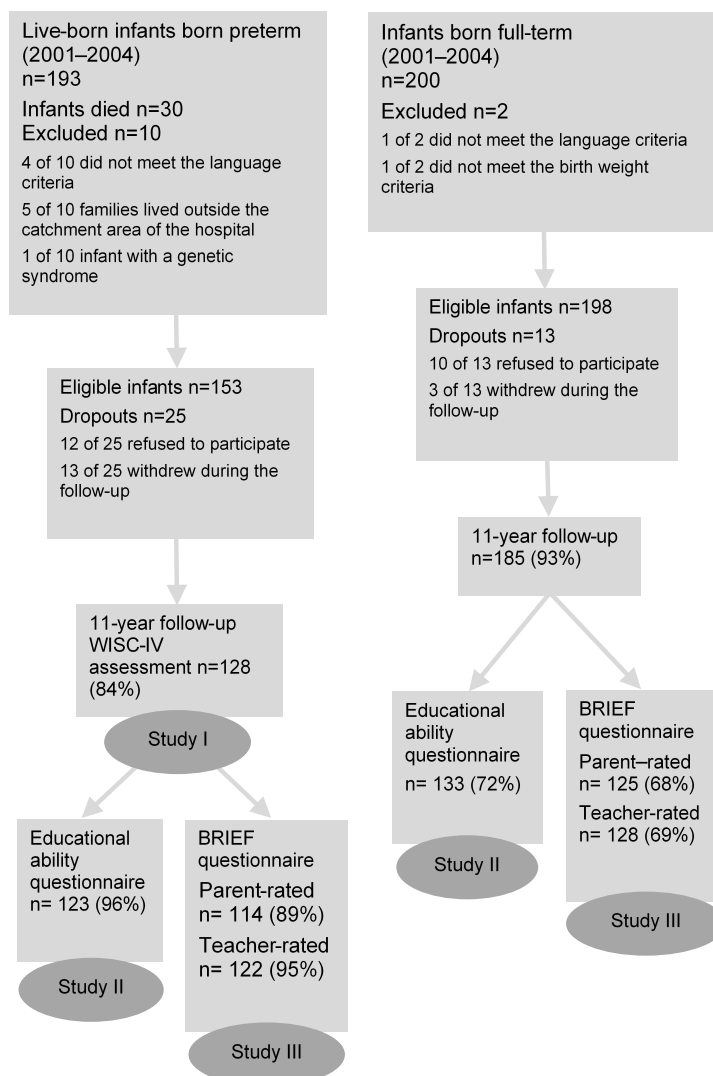 Live-born infants born preterm
(2001–2004)
n=193
Infants died n=30
Excluded n=10
4 of 10 did not meet the language
criteria
5 of 10 families lived outside the
catchment area of the hospital
1 of 10 infant with a genetic
syndrome
Eligible infants n=153
Dropouts n=25
12 of 25 refused to participate
13 of 25 withdrew during the
follow-up
11-year follow-up
WISC-IV
assessment n=128
(84%)
Study I
Educational
ability
questionnaire
n= 123 (96%)
Study II
BRIEF
questionnaire
Parent-rated
n= 114 (89%)
Teacher-rated
n= 122 (95%)
Study III
Infants born full-term
(2001–2004)
n=200
Excluded n=2
1 of 2 did not meet the language criteria
1 of 2 did not meet the birth weight
criteria
Eligible infants n=198
Dropouts n=13
10 of 13 refused to participate
3 of 13 withdrew during the
follow-up
11-year follow-up
n=185 (93%)
Educational
ability
questionnaire
n= 133 (72%)
Study II
BRIEF
questionnaire
Parent–rated
n= 125 (68%)
Teacher-rated
n= 128 (69%)
Study III